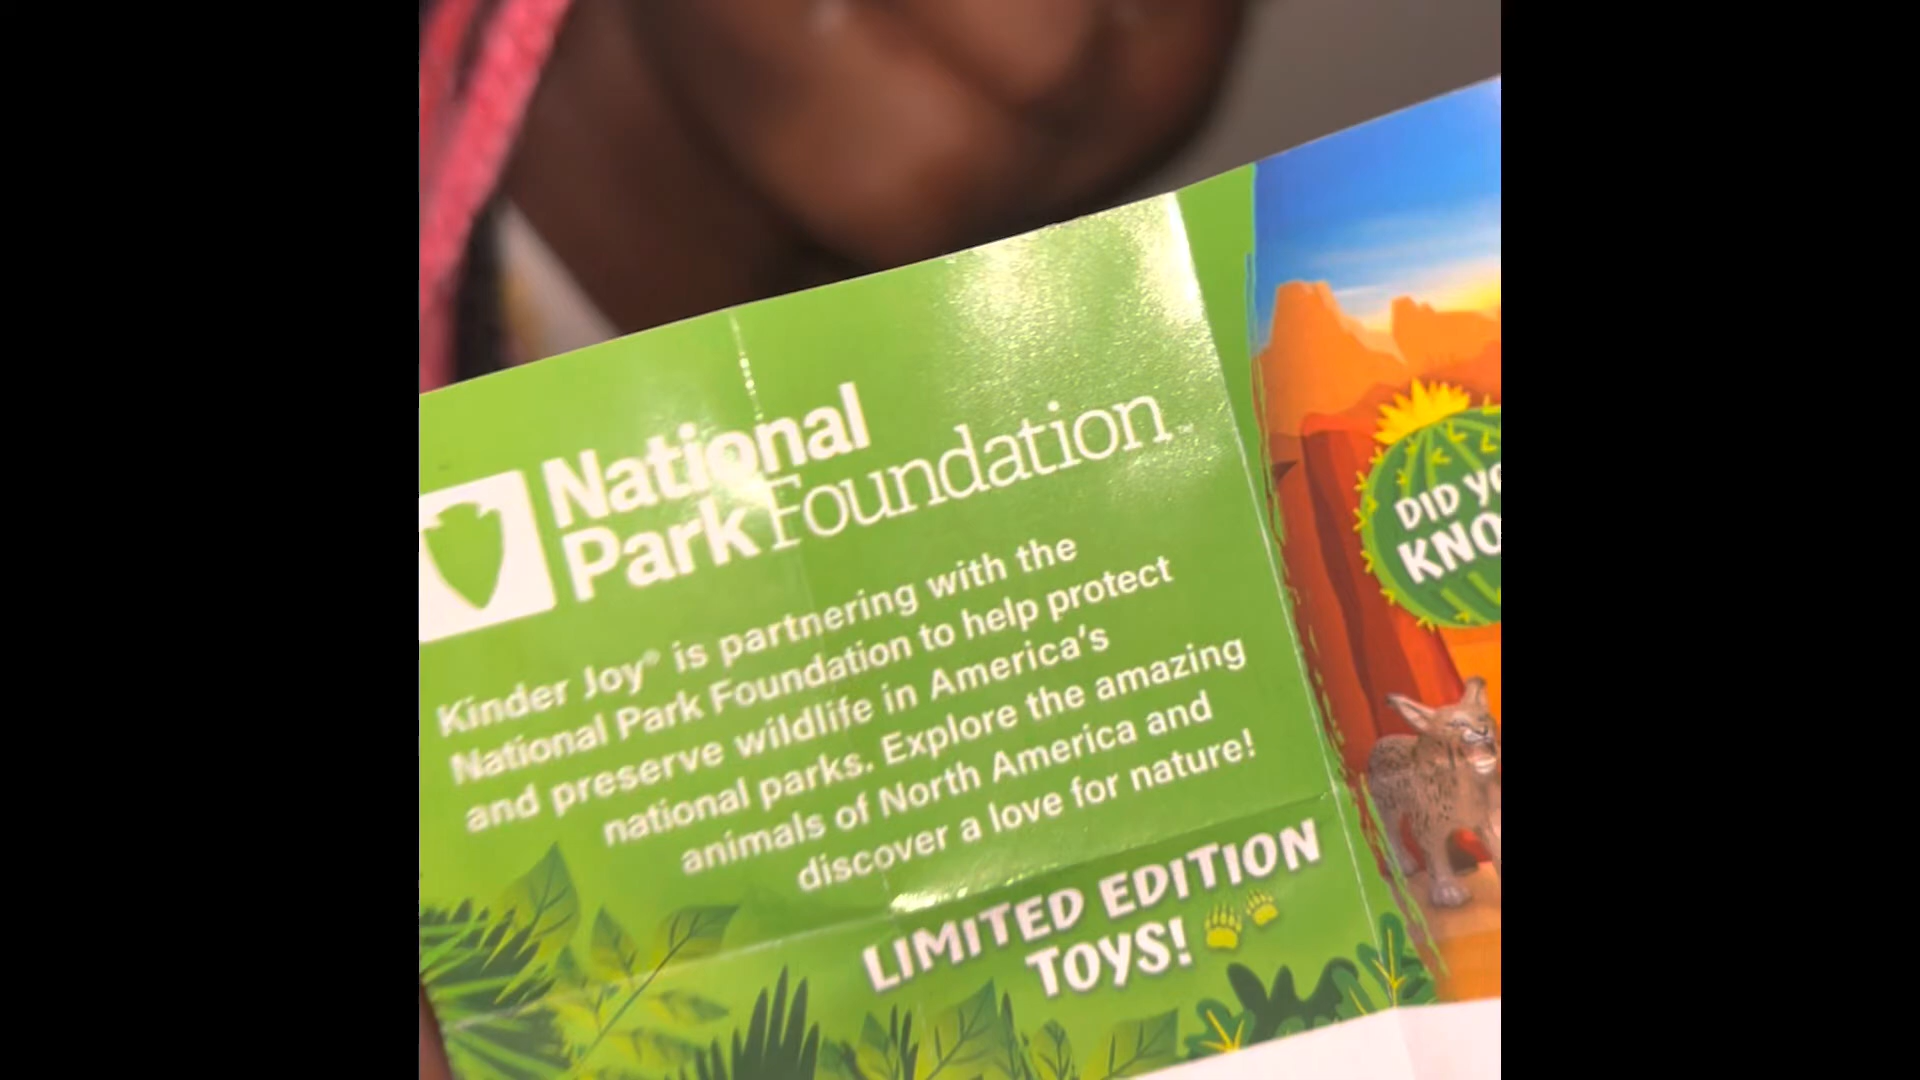 National
Park Foundation™
Kinder Joy® is partnering with the
National Park Foundation to help protect
and preserve wildlife in America's
national parks. Explore the amazing
animals of North America and
discover a love for nature!
LIMITED EDITION
TOYS!
DID YO
KNO